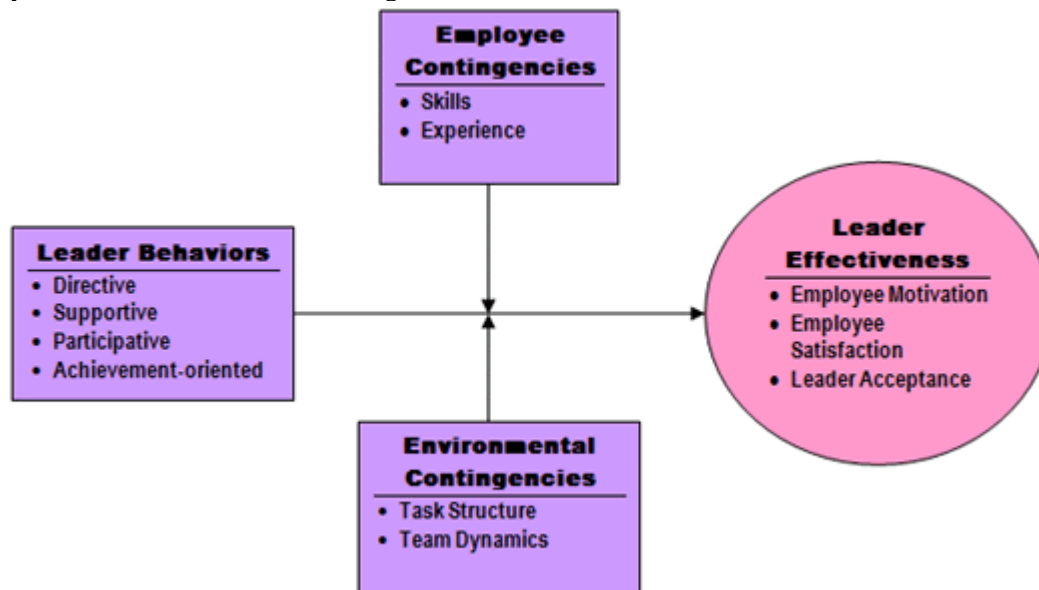 Employee
Contingencies
• Skills
• Experience
Leader Behaviors
• Directive
• Supportive
• Participative
• Achievement-oriented
Leader
Effectiveness
• Employee Motivation
• Employee
Satisfaction
• Leader Acceptance
Environmental
Contingencies
• Task Structure
• Team Dynamics